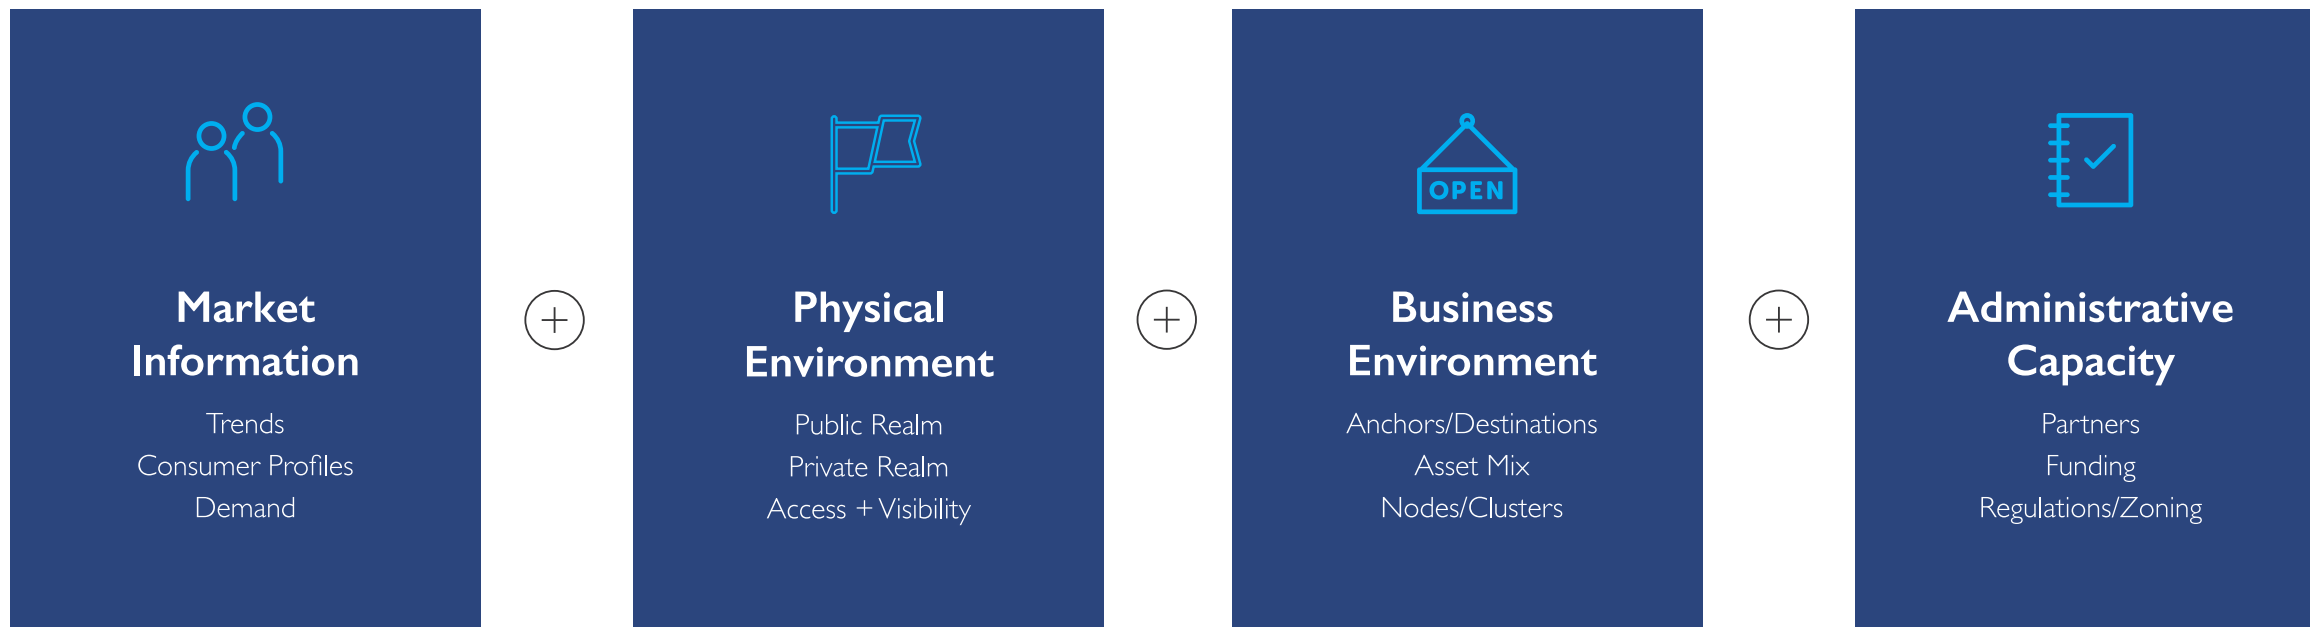 Market
Information
Trends
Consumer Profiles
Demand
+
Physical
Environment
Public Realm
Private Realm
Access + Visibility
+
OPEN
Business
Environment
Anchors/Destinations
Asset Mix
Nodes/Clusters
+
Administrative
Capacity
Partners
Funding
Regulations/Zoning